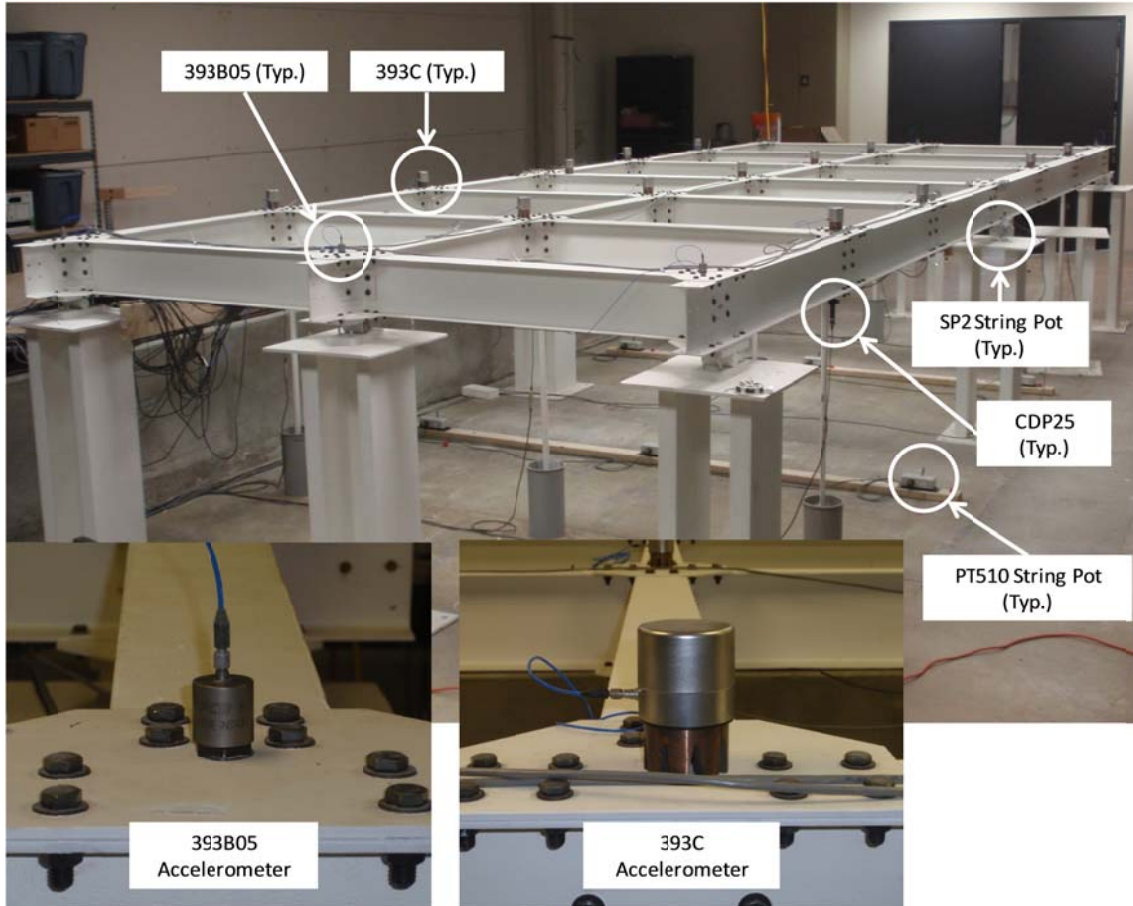 393B05 (Typ.)
393C (Typ.)
SP2 String Pot
(Typ.)
CDP25
(Typ.)
PT510 String Pot
(Typ.)
393B05
Accelerometer
393C
Accelerometer